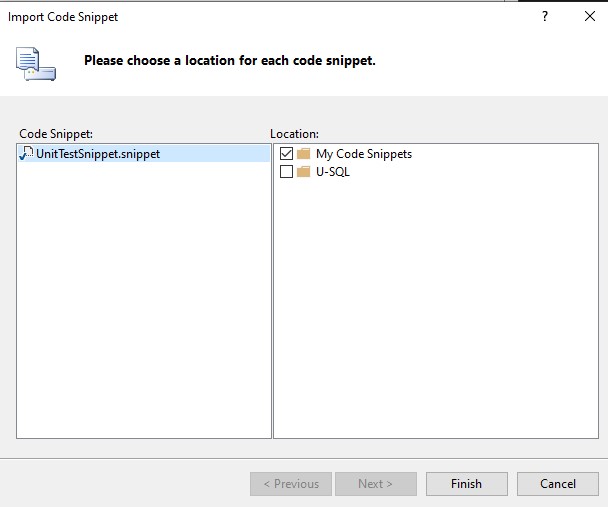 Import Code Snippet
?
Please choose a location for each code snippet.
Code Snippet:
Location:
UnitTestSnippet.snippet
My Code Snippets
U-SQL
< Previous
Next >
Finish
Cancel